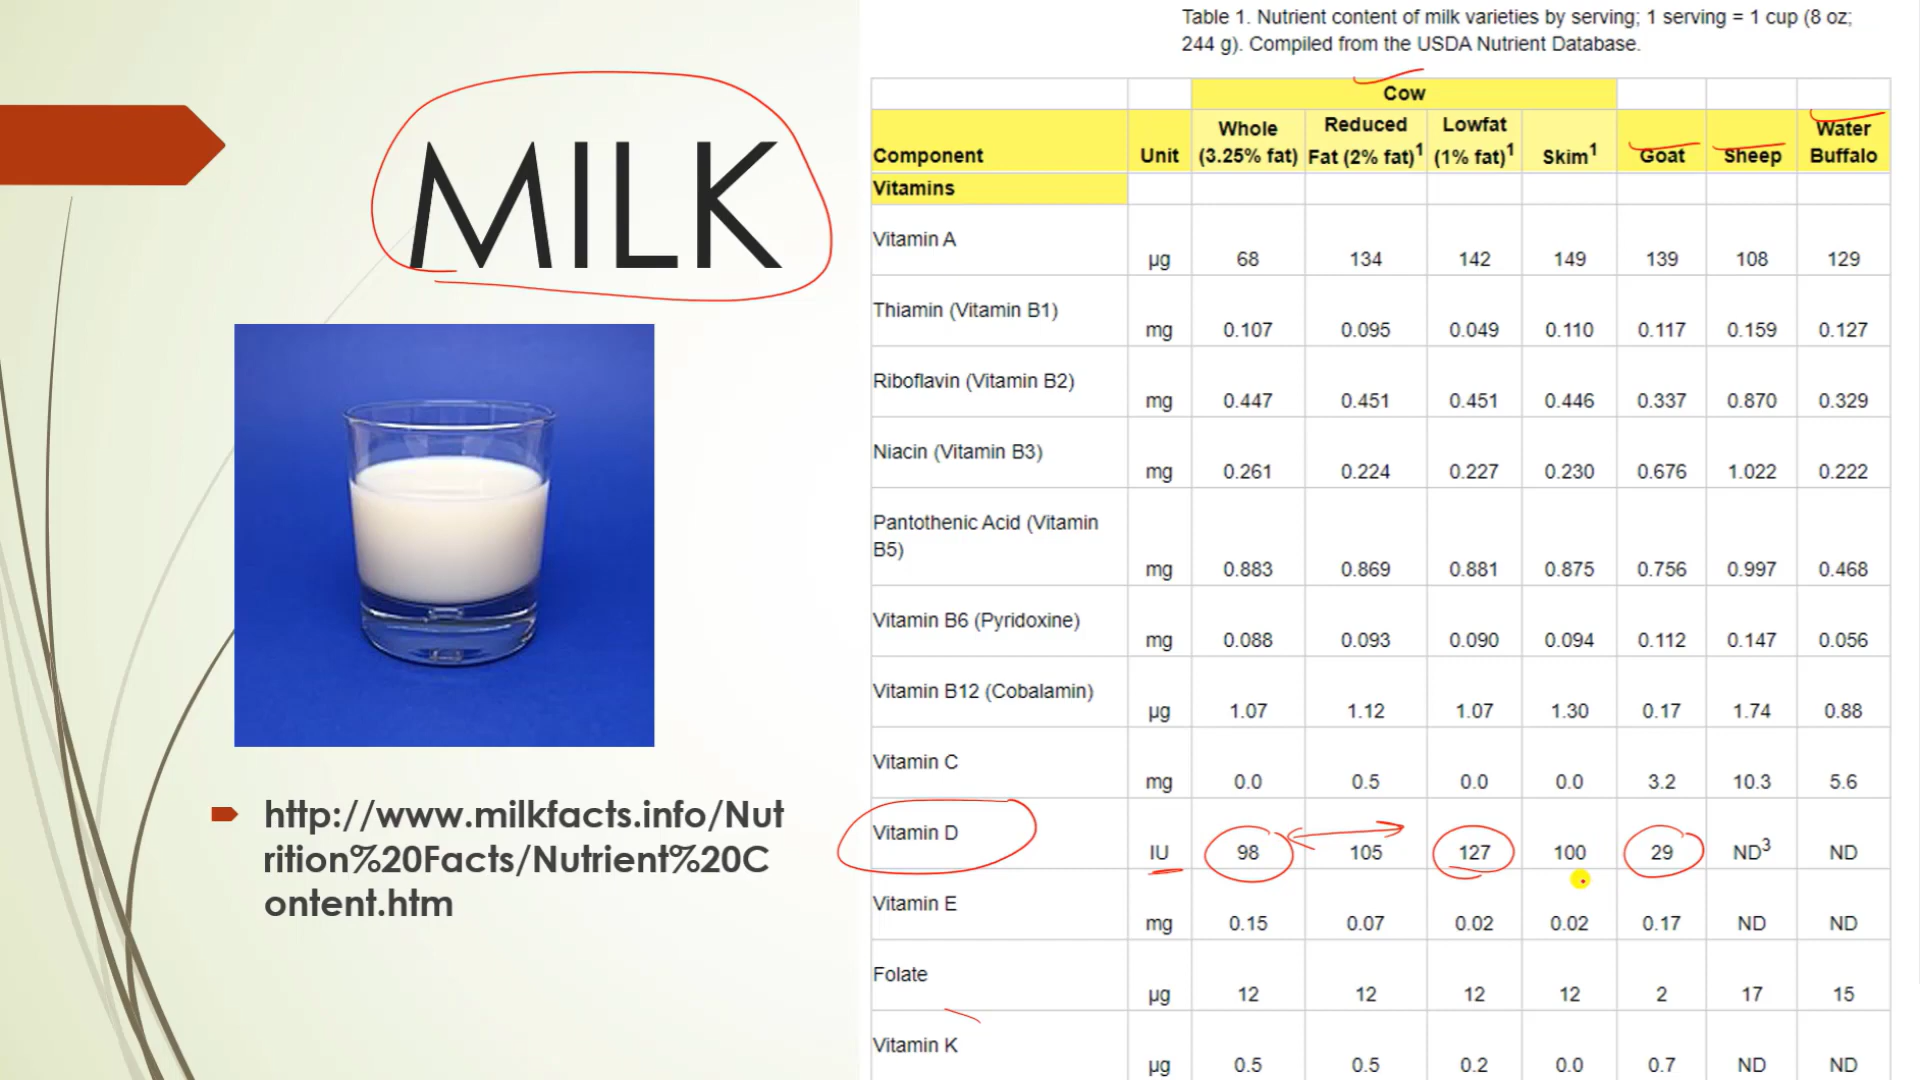 MILK
http://www.milkfacts.info/Nut
rition%20Facts/Nutrient%20C
ontent.htm
Table 1. Nutrient content of milk varieties by serving; 1 serving = 1 cup (8 oz;
244 g). Compiled from the USDA Nutrient Database.
Cow
Component Unit Whole (3.25% fat) Reduced Fat (2% fat)¹ Lowfat (1% fat)¹ Skim¹ Goat Sheep Water Buffalo
Vitamins
Vitamin A µg 68 134 142 149 139 108 129
Thiamin (Vitamin B1) mg 0.107 0.095 0.049 0.110 0.117 0.159 0.127
Riboflavin (Vitamin B2) mg 0.447 0.451 0.451 0.446 0.337 0.870 0.329
Niacin (Vitamin B3) mg 0.261 0.224 0.227 0.230 0.676 1.022 0.222
Pantothenic Acid (Vitamin B5) mg 0.883 0.869 0.881 0.875 0.756 0.997 0.468
Vitamin B6 (Pyridoxine) mg 0.088 0.093 0.090 0.094 0.112 0.147 0.056
Vitamin B12 (Cobalamin) µg 1.07 1.12 1.07 1.30 0.17 1.74 0.88
Vitamin C mg 0.0 0.5 0.0 0.0 3.2 10.3 5.6
Vitamin D IU 98 105 127 100 29 ND³ ND
Vitamin E mg 0.15 0.07 0.02 0.02 0.17 ND ND
Folate µg 12 12 12 12 2 17 15
Vitamin K µg 0.5 0.5 0.2 0.0 0.7 ND ND